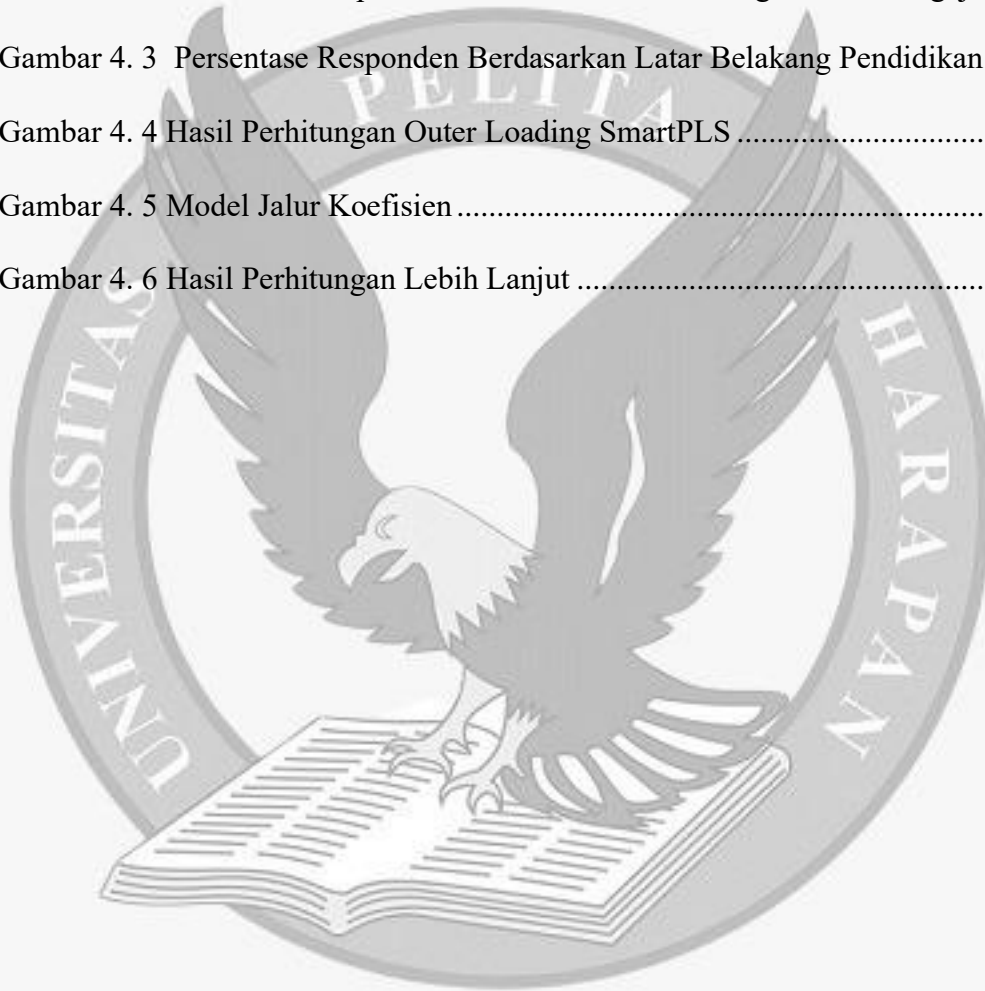 Gambar 4. 3 Persentase Responden Berdasarkan Latar Belakang Pendidikan
Gambar 4. 4 Hasil Perhitungan Outer Loading SmartPLS ...............................
Gambar 4. 5 Model Jalur Koefisien ..................................................................
Gambar 4. 6 Hasil Perhitungan Lebih Lanjut ...................................................
UNIVERSITAS PELITA HARAPAN